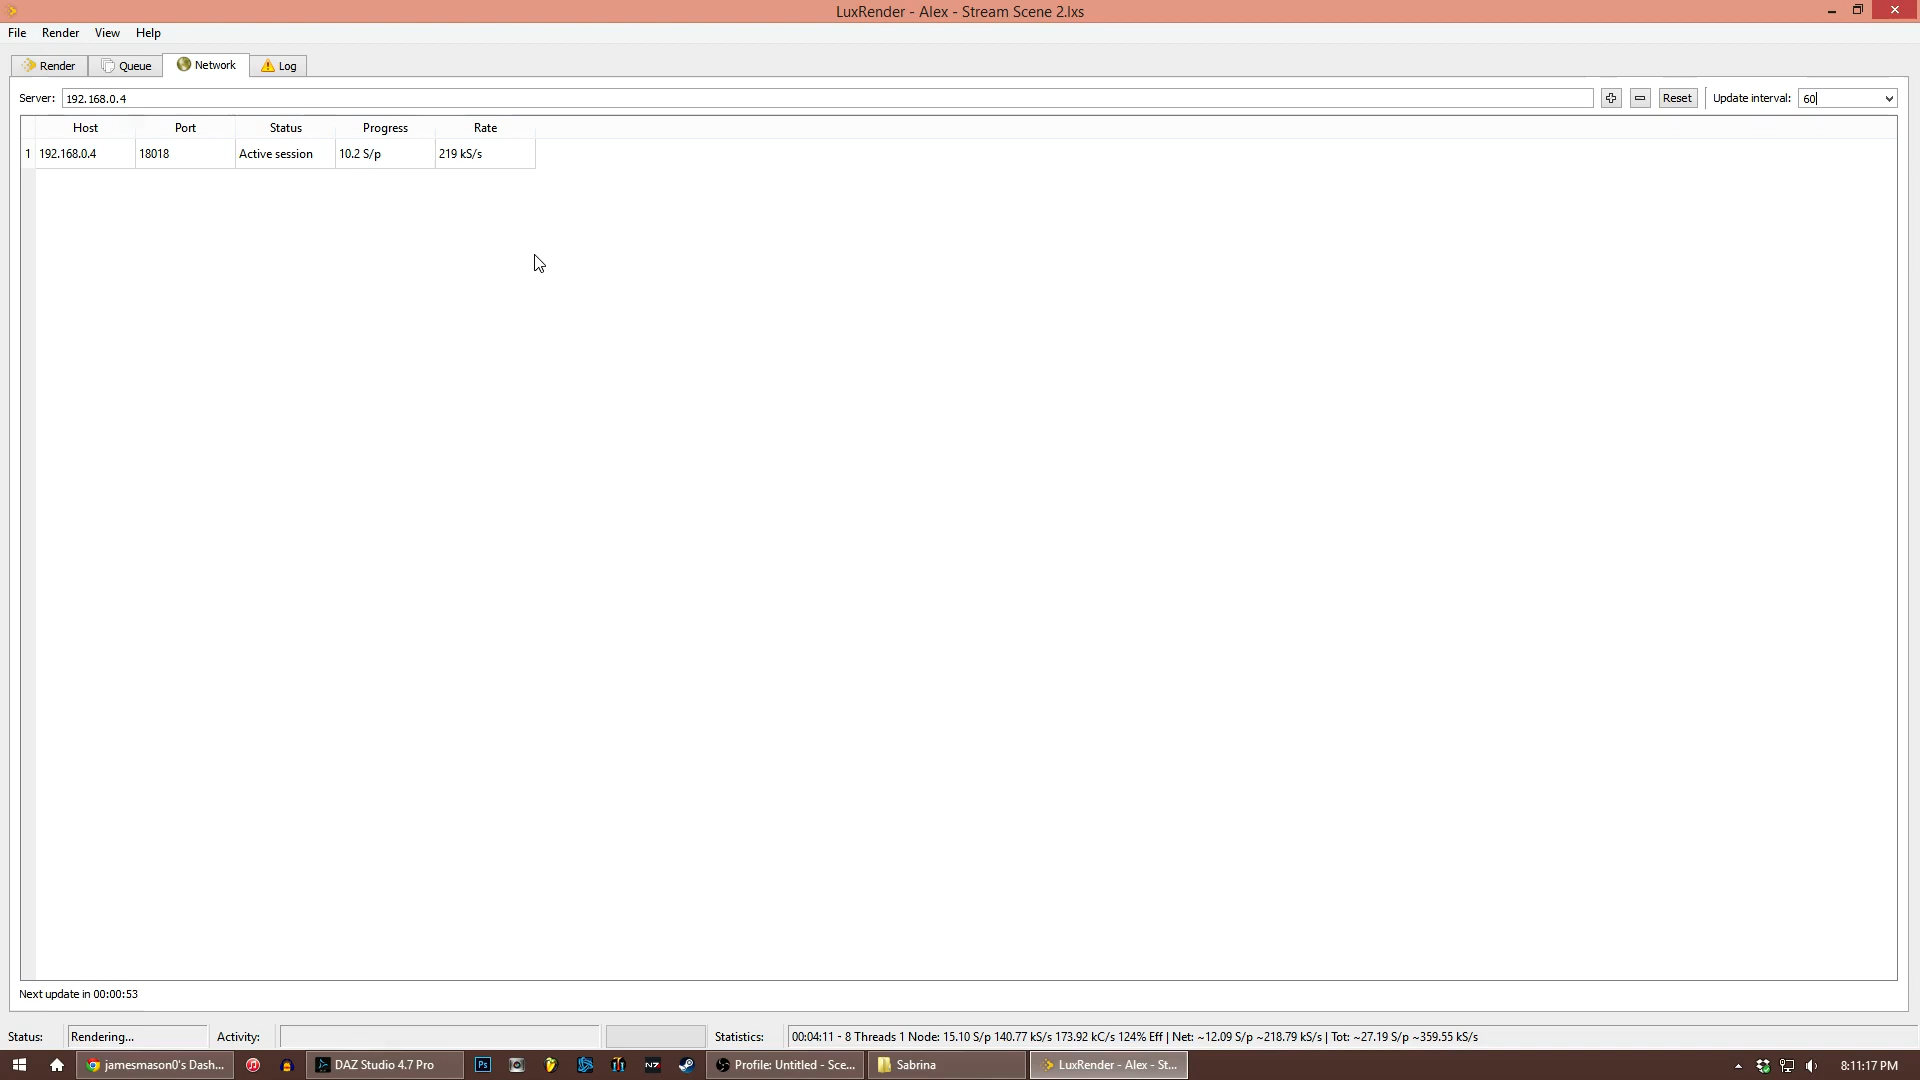 LuxRender - Alex - Stream Scene 2.lxs
File Render View Help
Render Queue Network Log
Server: 192.168.0.4 Reset Update interval: 60
Host Port Status Progress Rate
1 192.168.0.4 18018 Active session 10.2 S/p 219 kS/s
Next update in 00:00:53
Status: Rendering... Activity: Statistics: 00:04:11 - 8 Threads 1 Node: 15.10 S/p 140.77 kS/s 173.92 kC/s 124% Eff | Net: ~12.09 S/p ~218.79 kS/s | Tot: ~27.19 S/p ~359.55 kS/s
jamesmason0's Dash... DAZ Studio 4.7 Pro Ps N7 Profile: Untitled - Sce... Sabrina LuxRender - Alex - St... 8:11:17 PM